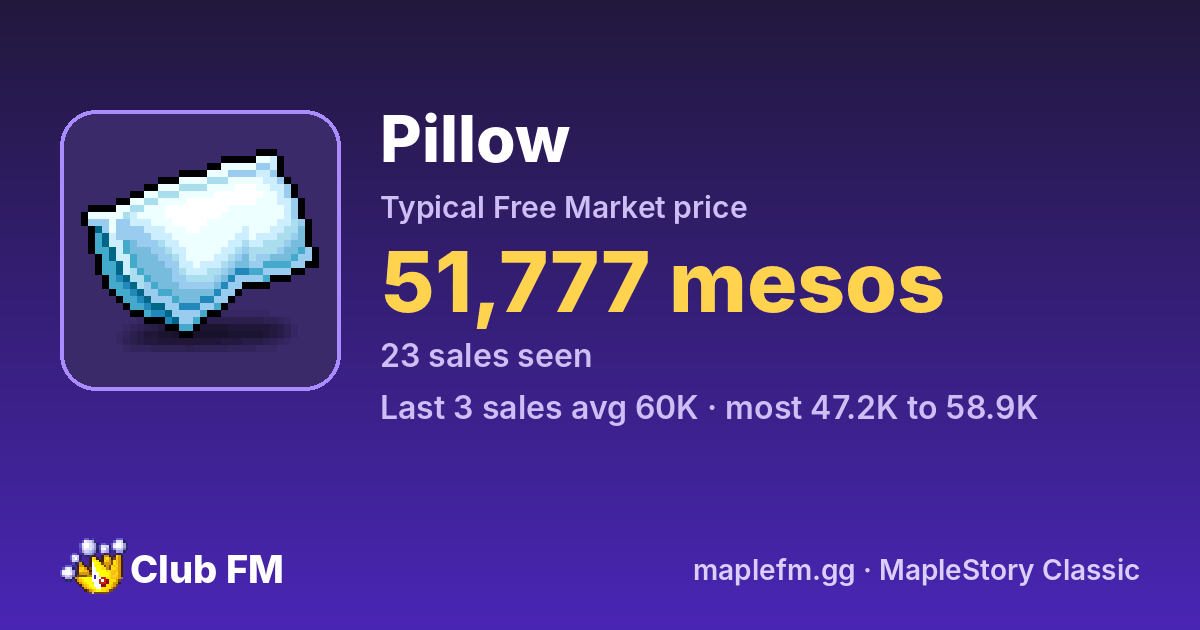 Pillow
Typical Free Market price
51,777 mesos
23 sales seen
Last 3 sales avg 60K · most 47.2K to 58.9K
Club FM
maplefm.gg · MapleStory Classic